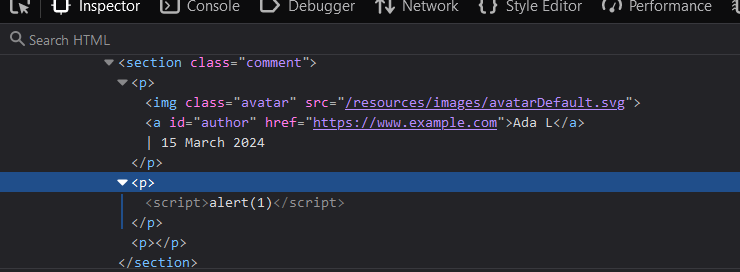 Inspector Console Debugger Network Style Editor Performance
Search HTML
<section class="comment">
<p>
<img class="avatar" src="/resources/images/avatarDefault.svg">
<a id="author" href="https://www.example.com">Ada L</a>
| 15 March 2024
</p>
<p>
<script>alert(1)</script>
</p>
<p></p>
</section>